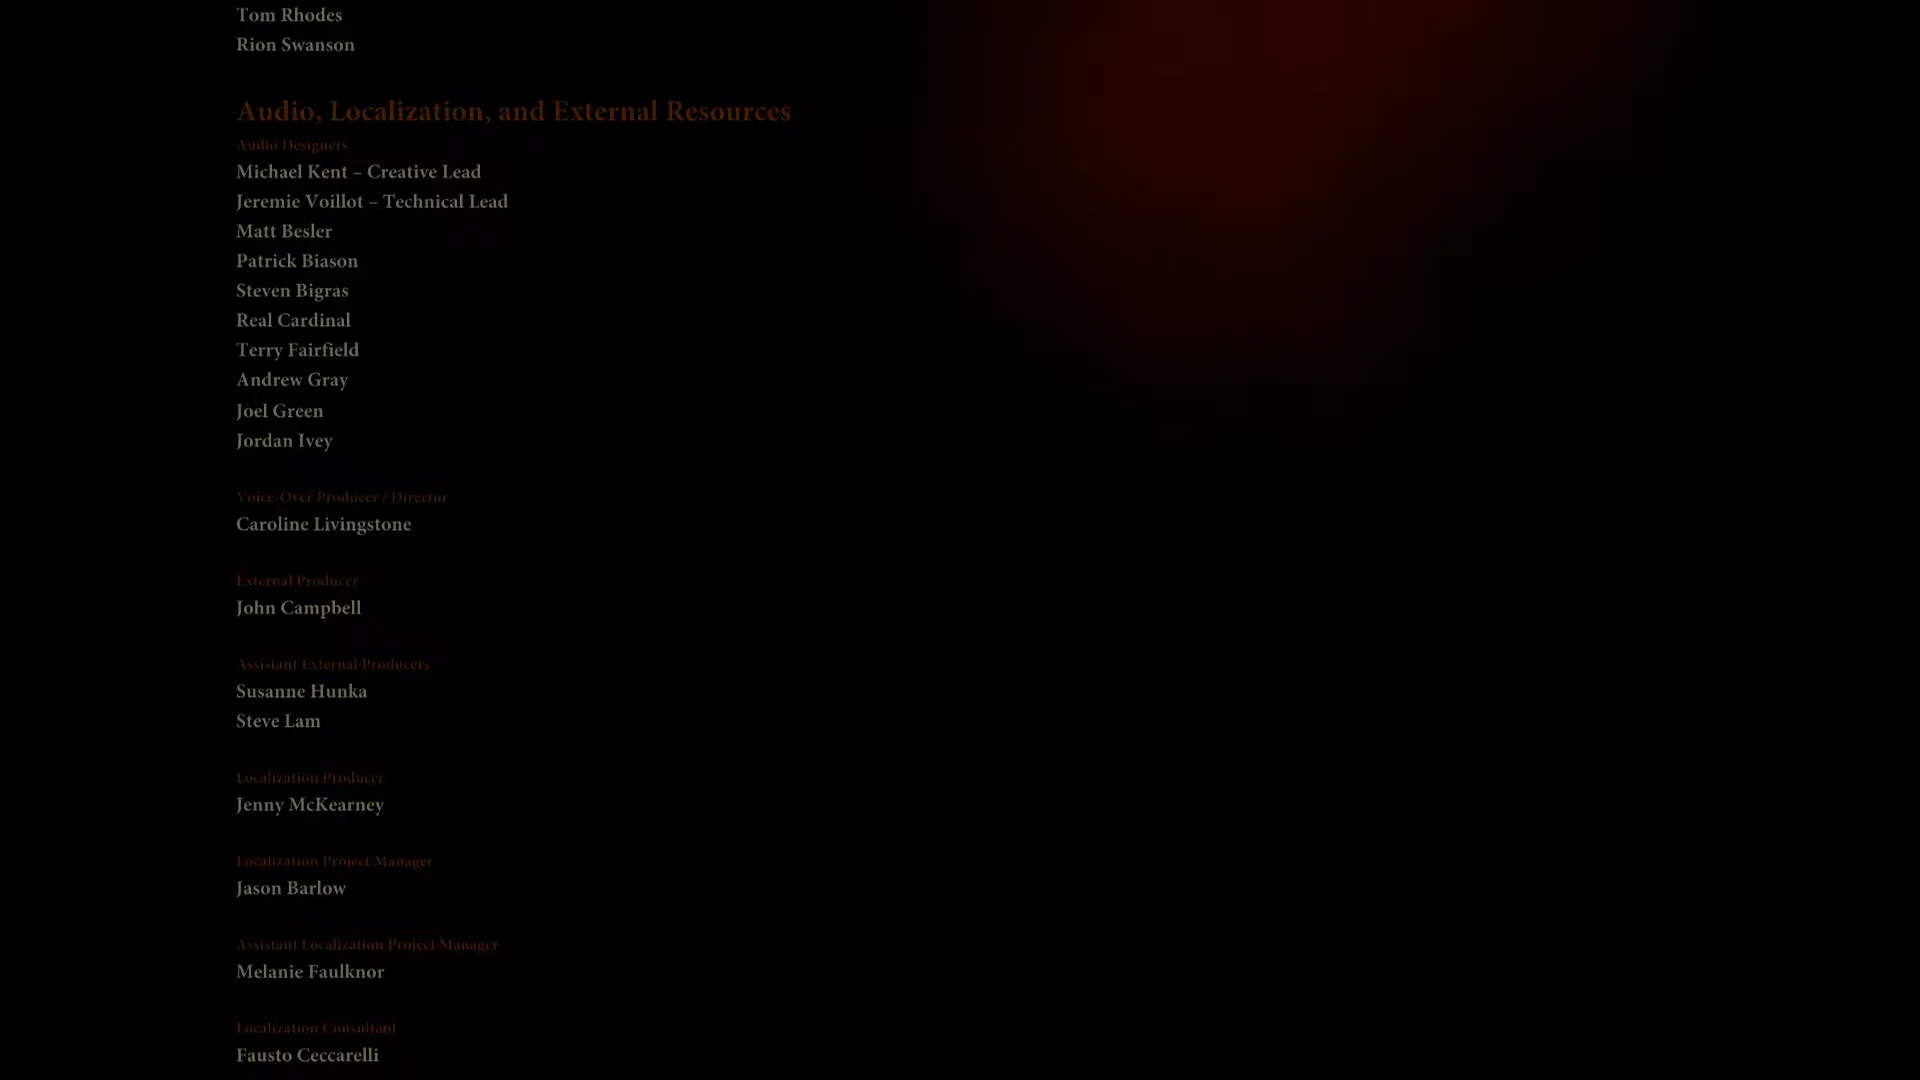 Tom Rhodes
Rion Swanson
Audio, Localization, and External Resources
Audio Designers
Michael Kent – Creative Lead
Jeremie Voillot – Technical Lead
Matt Besler
Patrick Biason
Steven Bigras
Real Cardinal
Terry Fairfield
Andrew Gray
Joel Green
Jordan Ivey
Voice-Over Producer / Director
Caroline Livingstone
External Producer
John Campbell
Assistant External Producers
Susanne Hunka
Steve Lam
Localization Producer
Jenny McKearney
Localization Project Manager
Jason Barlow
Assistant Localization Project Manager
Melanie Faulknor
Localization Consultant
Fausto Ceccarelli